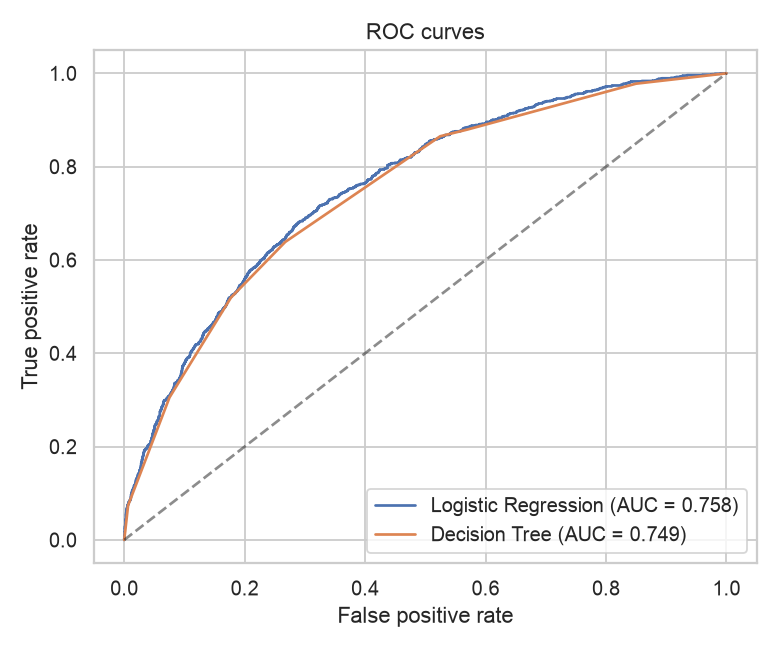 ROC curves
True positive rate
1.0
0.8
0.6
0.4
0.2
0.0
Logistic Regression (AUC = 0.758)
Decision Tree (AUC = 0.749)
0.0 0.2 0.4 0.6 0.8 1.0
False positive rate